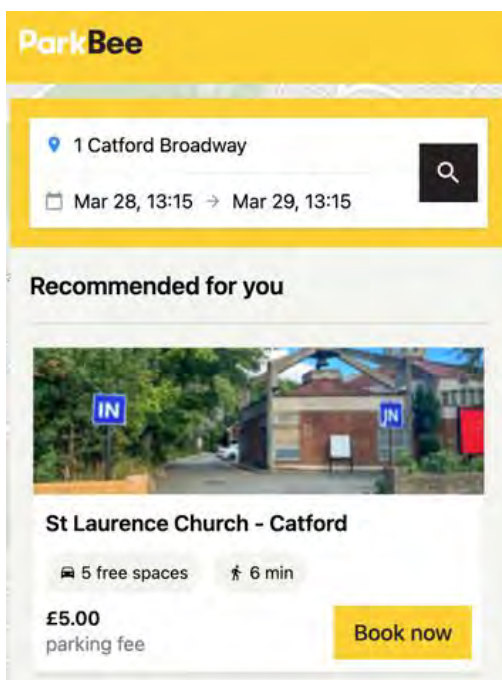 ParkBee
1 Catford Broadway
Mar 28, 13:15 → Mar 29, 13:15
Recommended for you
IN
IN
St Laurence Church - Catford
5 free spaces
6 min
£5.00
parking fee
Book now